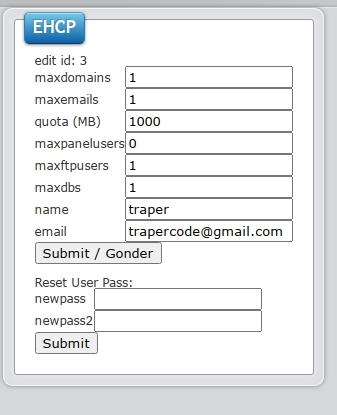 EHCP
edit id: 3
maxdomains 1
maxemails 1
quota (MB) 1000
maxpanelusers 0
maxftpusers 1
maxdbs 1
name traper
email trapercode@gmail.com
Submit / Gonder
Reset User Pass:
newpass
newpass2
Submit